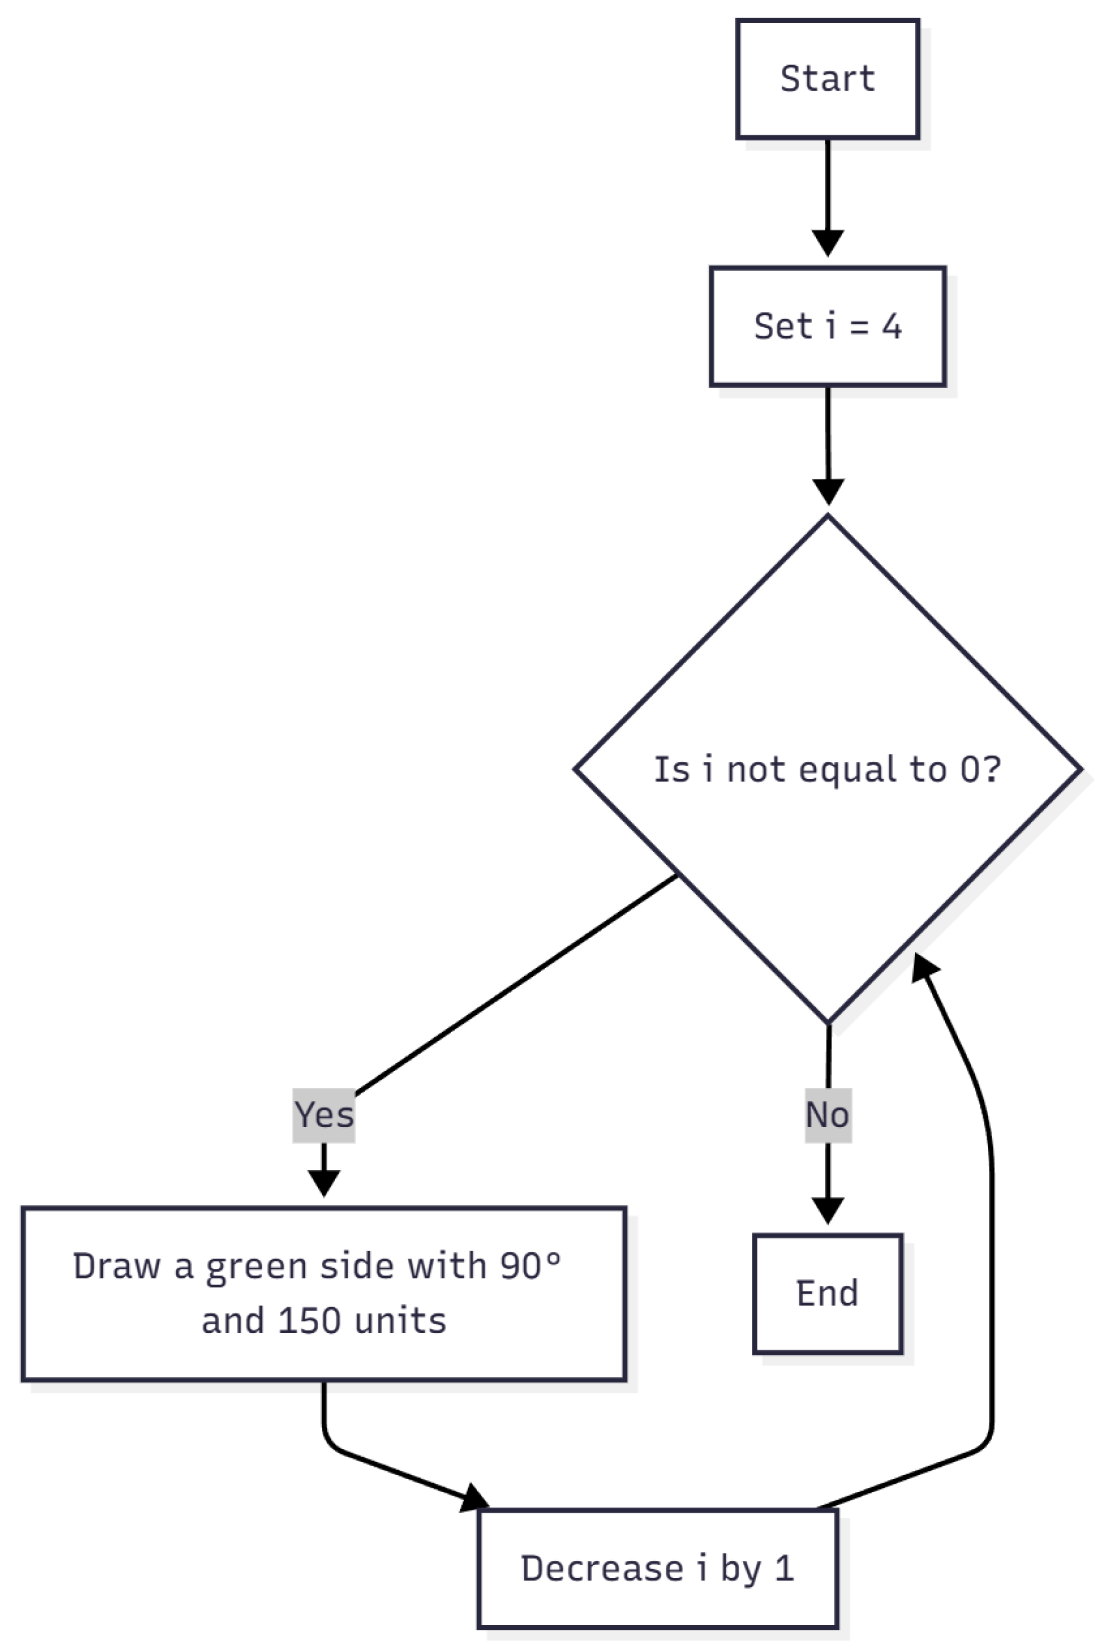 Start
Set i = 4
Is i not equal to 0?
Yes
No
Draw a green side with 90°
and 150 units
End
Decrease i by 1